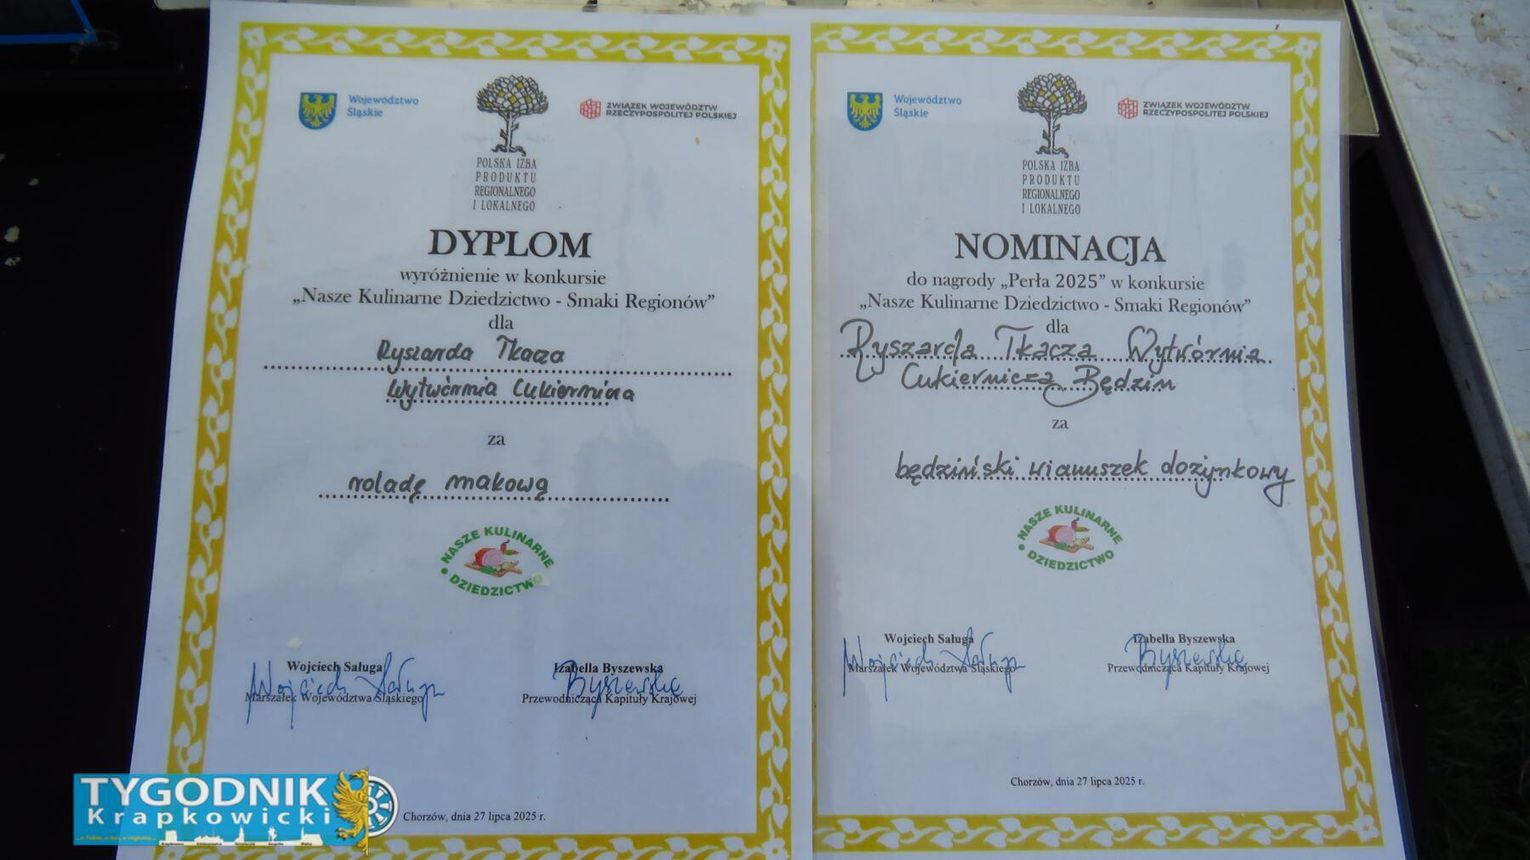 Województwo
Śląskie
POLSKA IZBA
PRODUKTU
REGIONALNEGO
I LOKALNEGO
ZWIĄZEK WOJEWÓDZTW
RZECZYPOSPOLITEJ POLSKIEJ
DYPLOM
wyróżnienie w konkursie
„Nasze Kulinarne Dziedzictwo - Smaki Regionów”
dla
Ryszarda Tkacza
Wytwórnia Cukiernicza
za
roladę makową
NASZE KULINARNE
DZIEDZICTWO
Wojciech Saługa
Marszałek Województwa Śląskiego
Izabella Byszewska
Przewodnicząca Kapituły Krajowej
Chorzów, dnia 27 lipca 2025 r.
Województwo
Śląskie
POLSKA IZBA
PRODUKTU
REGIONALNEGO
I LOKALNEGO
ZWIĄZEK WOJEWÓDZTW
RZECZYPOSPOLITEJ POLSKIEJ
NOMINACJA
do nagrody „Perła 2025” w konkursie
„Nasze Kulinarne Dziedzictwo - Smaki Regionów”
dla
Ryszarda Tkacza Wytwórnia
Cukiernicza Będzin
za
będziński wianuszek dożynkowy
NASZE KULINARNE
DZIEDZICTWO
Wojciech Saługa
Marszałek Województwa Śląskiego
Izabella Byszewska
Przewodnicząca Kapituły Krajowej
Chorzów, dnia 27 lipca 2025 r.
TYGODNIK
Krapkowicki